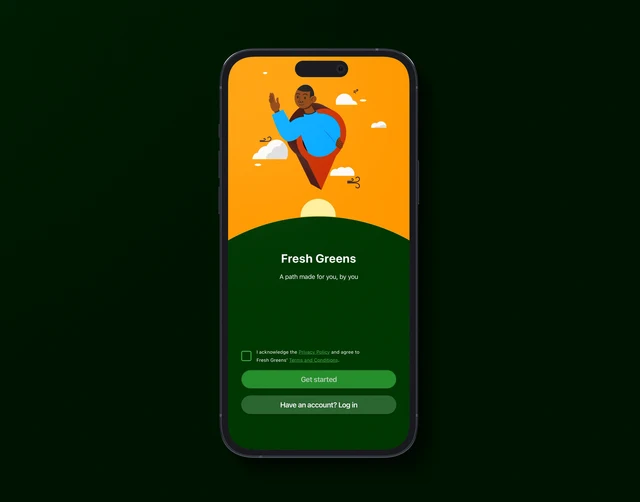 Fresh Greens
A path made for you, by you
I acknowledge the Privacy Policy and agree to
Fresh Greens' Terms and Conditions.
Get started
Have an account? Log in